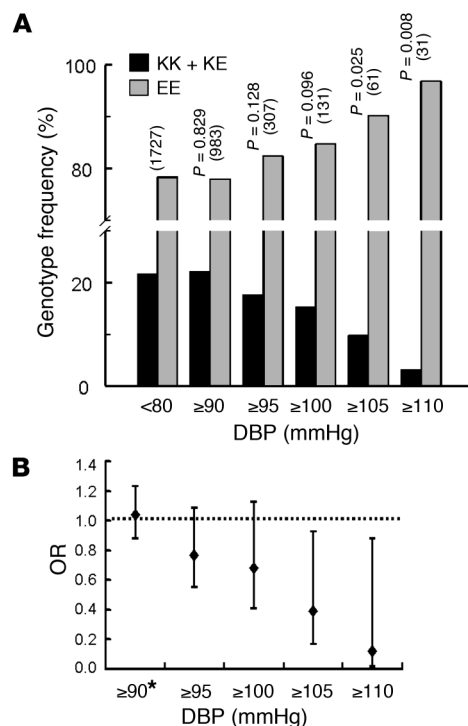 A
KK + KE
EE
Genotype frequency (%)
100
80
20
0
(1727)
P = 0.829
(983)
P = 0.128
(307)
P = 0.096
(131)
P = 0.025
(61)
P = 0.008
(31)
<80 ≥90 ≥95 ≥100 ≥105 ≥110
DBP (mmHg)
B
OR
1.4
1.2
1.0
0.8
0.6
0.4
0.2
0.0
≥90* ≥95 ≥100 ≥105 ≥110
DBP (mmHg)